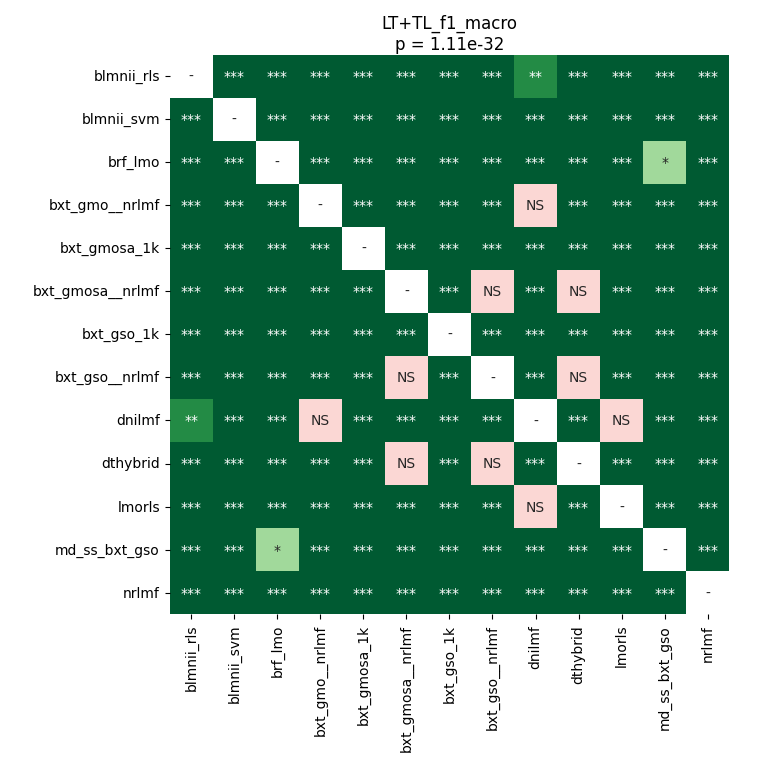 LT+TL_f1_macro
p = 1.11e-32
blmnii_rls - *** *** *** *** *** *** *** ** *** *** *** ***
blmnii_svm *** - *** *** *** *** *** *** *** *** *** *** ***
brf_lmo *** *** - *** *** *** *** *** *** *** *** * ***
bxt_gmo__nrlmf *** *** *** - *** *** *** *** NS *** *** *** ***
bxt_gmosa_1k *** *** *** *** - *** *** *** *** *** *** *** ***
bxt_gmosa__nrlmf *** *** *** *** *** - *** NS *** NS *** *** ***
bxt_gso_1k *** *** *** *** *** *** - *** *** *** *** *** ***
bxt_gso__nrlmf *** *** *** *** *** NS *** - *** NS *** *** ***
dnilmf ** *** *** NS *** *** *** *** - *** NS *** ***
dthybrid *** *** *** *** *** NS *** NS *** - *** *** ***
lmorls *** *** *** *** *** *** *** *** NS *** - *** ***
md_ss_bxt_gso *** *** * *** *** *** *** *** *** *** *** - ***
nrlmf *** *** *** *** *** *** *** *** *** *** *** *** -
blmnii_rls
blmnii_svm
brf_lmo
bxt_gmo__nrlmf
bxt_gmosa_1k
bxt_gmosa__nrlmf
bxt_gso_1k
bxt_gso__nrlmf
dnilmf
dthybrid
lmorls
md_ss_bxt_gso
nrlmf